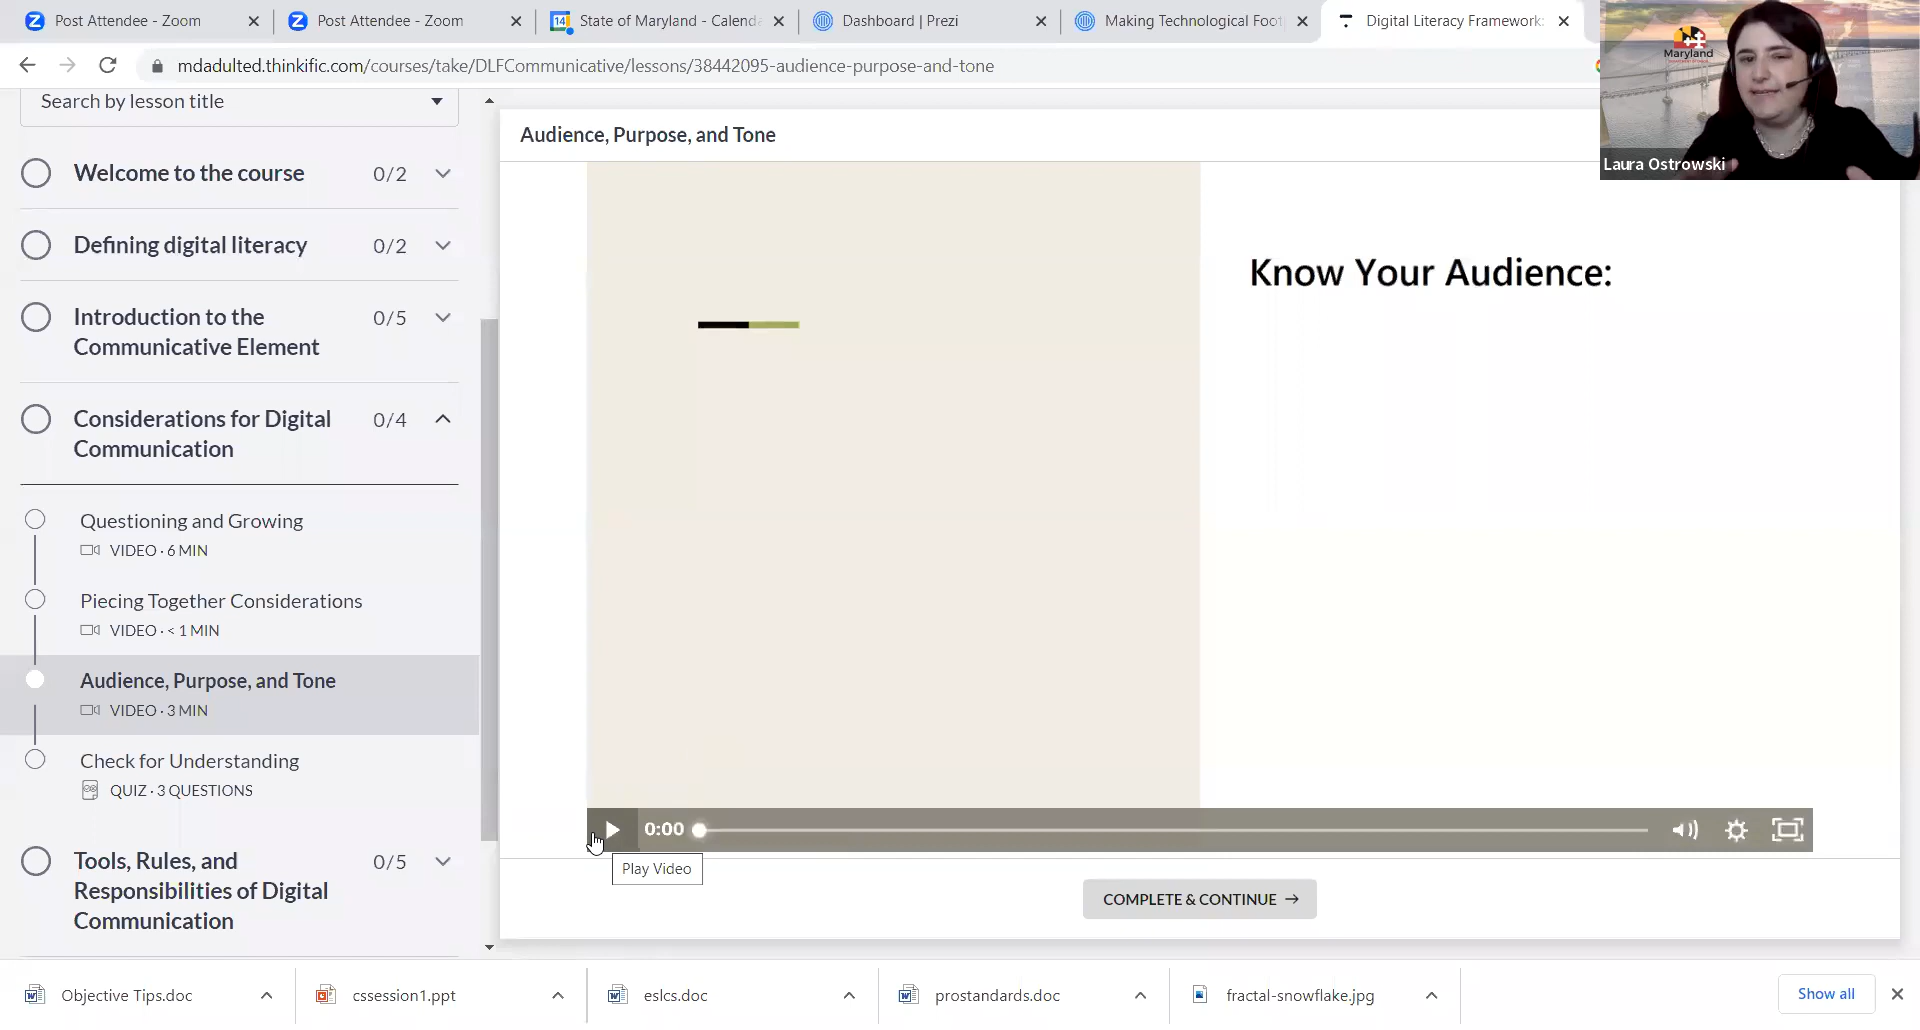 Post Attendee - Zoom
Post Attendee - Zoom
14
State of Maryland - Calenda
Dashboard | Prezi
Making Technological Foot
Digital Literacy Framework:
mdadulted.thinkific.com/courses/take/DLFCommunicative/lessons/38442095-audience-purpose-and-tone
Maryland
Laura Ostrowski
Search by lesson title
Welcome to the course 0/2
Defining digital literacy 0/2
Introduction to the
Communicative Element
0/5
Considerations for Digital
Communication
0/4
Questioning and Growing
VIDEO · 6 MIN
Piecing Together Considerations
VIDEO · < 1 MIN
Audience, Purpose, and Tone
VIDEO · 3 MIN
Check for Understanding
QUIZ · 3 QUESTIONS
Tools, Rules, and
Responsibilities of Digital
Communication
0/5
Audience, Purpose, and Tone
Know Your Audience:
0:00
Play Video
COMPLETE & CONTINUE →
Objective Tips.doc
cssession1.ppt
eslcs.doc
prostandards.doc
fractal-snowflake.jpg
Show all